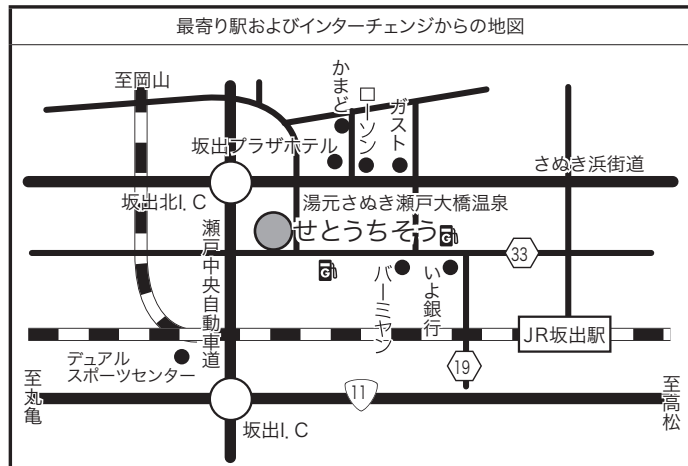 最寄り駅およびインターチェンジからの地図
至岡山
かまど
ローソン
ガスト
坂出プラザホテル
さぬき浜街道
坂出北I.C
湯元さぬき瀬戸大橋温泉
せとうちそう
G
33
G
瀬戸中央自動車道
バーミヤン
いよ銀行
JR坂出駅
デュアル
スポーツセンター
19
至丸亀
11
至高松
坂出I.C